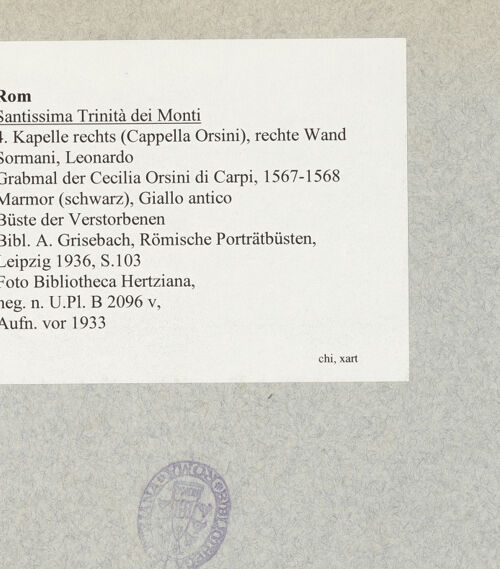 Rom
Santissima Trinità dei Monti
4. Kapelle rechts (Cappella Orsini), rechte Wand
Sormani, Leonardo
Grabmal der Cecilia Orsini di Carpi, 1567-1568
Marmor (schwarz), Giallo antico
Büste der Verstorbenen
Bibl. A. Grisebach, Römische Porträtbüsten,
Leipzig 1936, S.103
Foto Bibliotheca Hertziana,
neg. n. U.Pl. B 2096 v,
Aufn. vor 1933
chi, xart